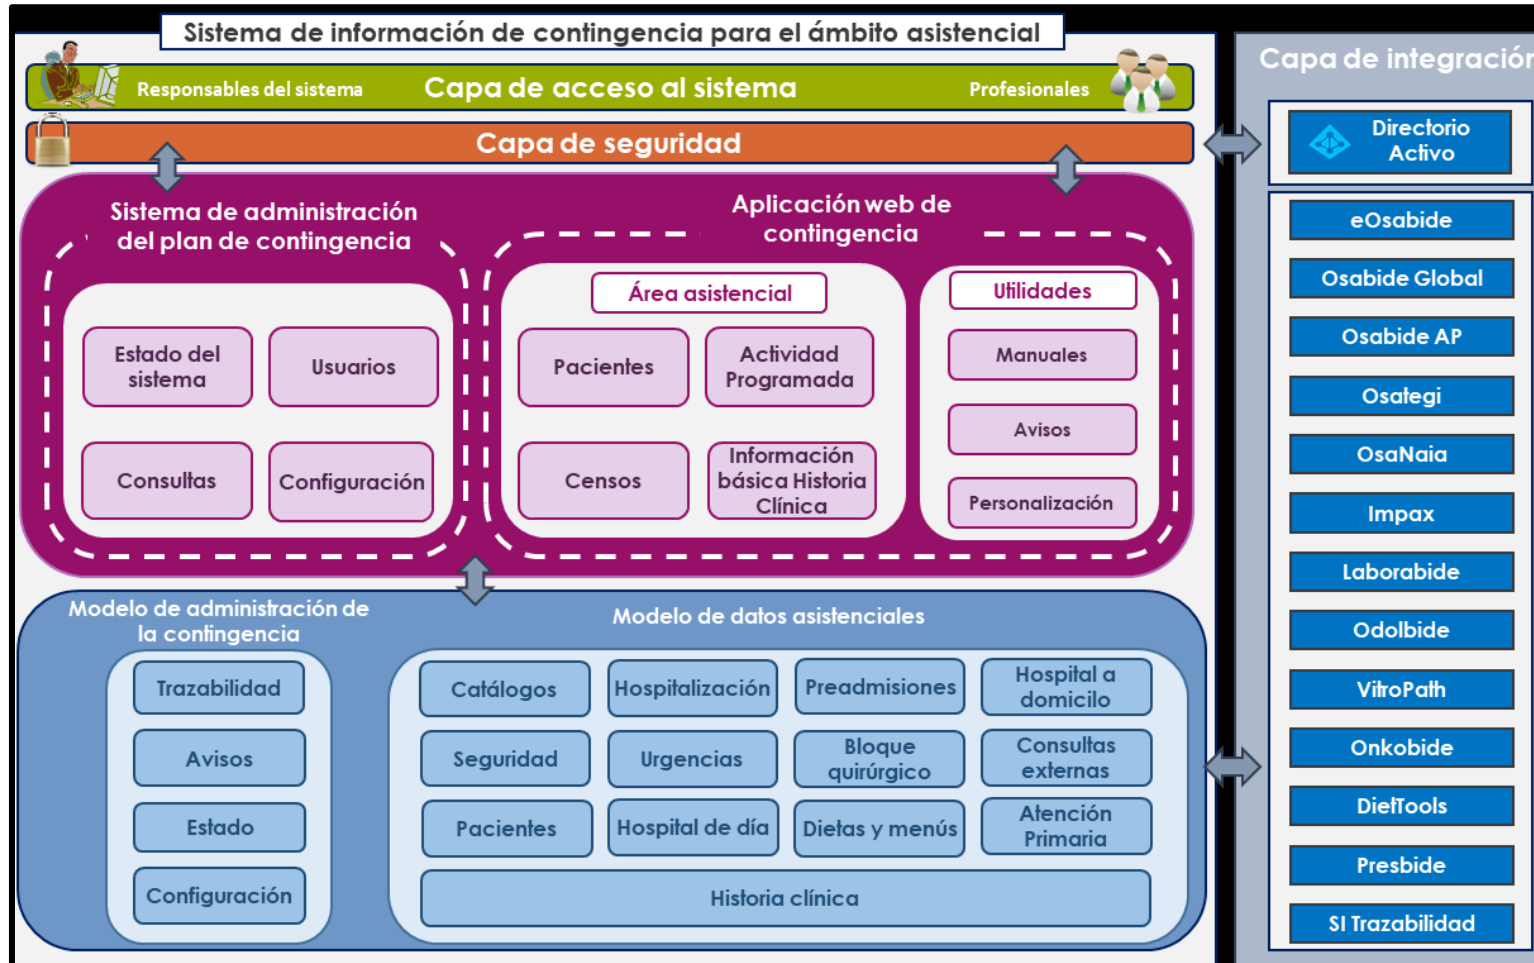 Sistema de información de contingencia para el ámbito asistencial
Responsables del sistema
Capa de acceso al sistema
Profesionales
Capa de seguridad
Sistema de administración
del plan de contingencia
Estado del
sistema
Usuarios
Consultas
Configuración
Aplicación web de
contingencia
Área asistencial
Pacientes
Actividad
Programada
Censos
Información
básica Historia
Clínica
Utilidades
Manuales
Avisos
Personalización
Modelo de administración de
la contingencia
Trazabilidad
Avisos
Estado
Configuración
Modelo de datos asistenciales
Catálogos
Hospitalización
Preadmisiones
Hospital a
domicilo
Seguridad
Urgencias
Bloque
quirúrgico
Consultas
externas
Pacientes
Hospital de día
Dietas y menús
Atención
Primaria
Historia clínica
Capa de integración
Directorio
Activo
eOsabide
Osabide Global
Osabide AP
Osategi
OsaNaia
Impax
Laborabide
Odolbide
VitroPath
Onkobide
DietTools
Presbide
SI Trazabilidad